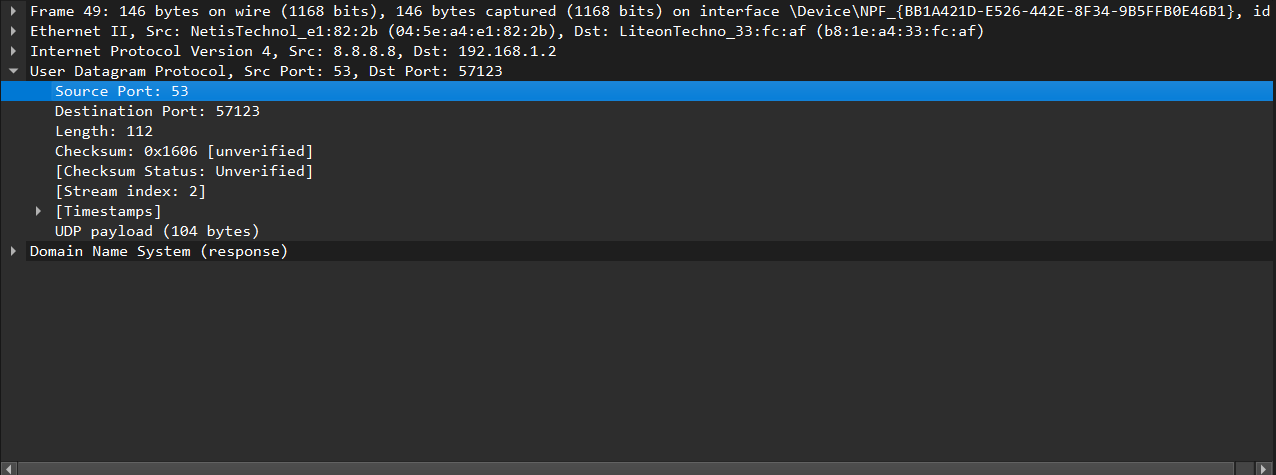 Frame 49: 146 bytes on wire (1168 bits), 146 bytes captured (1168 bits) on interface \Device\NPF_{BB1A421D-E526-442E-8F34-9B5FFB0E46B1}, id
Ethernet II, Src: NetisTechnol_e1:82:2b (04:5e:a4:e1:82:2b), Dst: LiteonTechno_33:fc:af (b8:1e:a4:33:fc:af)
Internet Protocol Version 4, Src: 8.8.8.8, Dst: 192.168.1.2
User Datagram Protocol, Src Port: 53, Dst Port: 57123
Source Port: 53
Destination Port: 57123
Length: 112
Checksum: 0x1606 [unverified]
[Checksum Status: Unverified]
[Stream index: 2]
[Timestamps]
UDP payload (104 bytes)
Domain Name System (response)